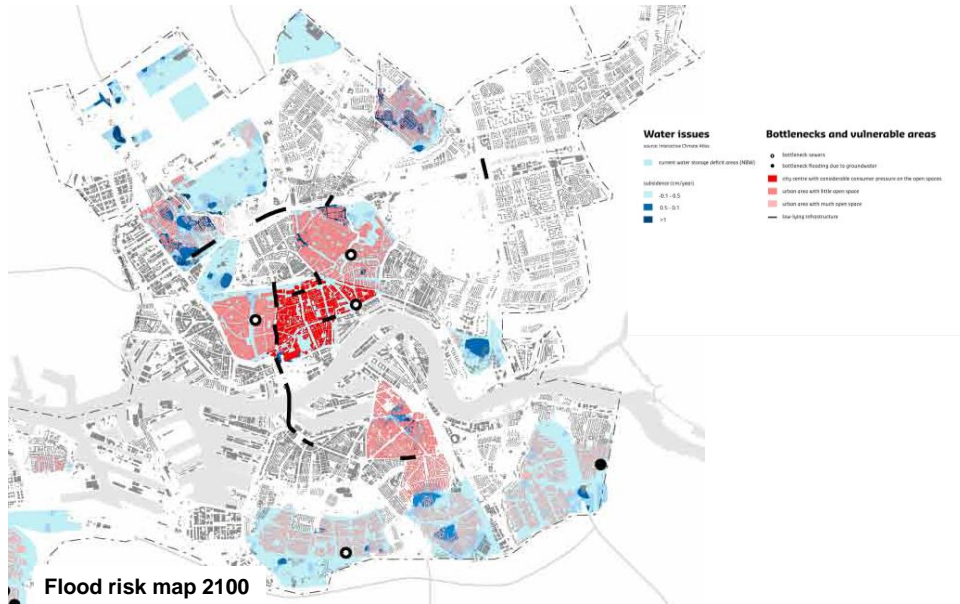 Water issues
source: Interactive Climate Atlas
current water storage deficit areas (NBW)
subsidence (cm/year)
-0.1 - 0.5
0.5 - 0.1
>1
Bottlenecks and vulnerable areas
bottleneck sewers
bottleneck flooding due to groundwater
city centre with considerable consumer pressure on the open spaces
urban area with little open space
urban area with much open space
low-lying infrastructure
Flood risk map 2100